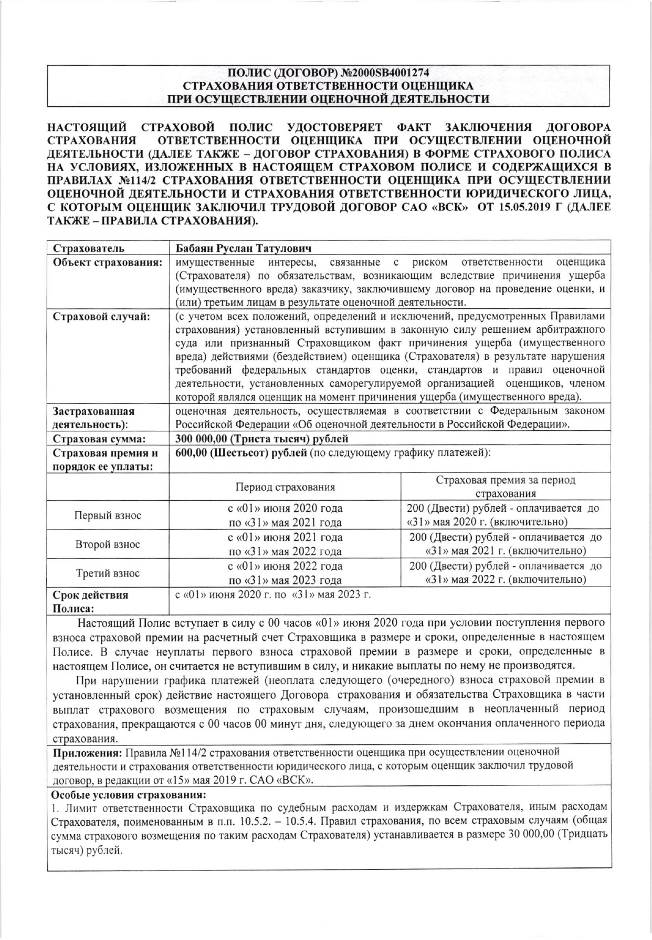 ПОЛИС (ДОГОВОР) №2000SB4001274
СТРАХОВАНИЯ ОТВЕТСТВЕННОСТИ ОЦЕНЩИКА
ПРИ ОСУЩЕСТВЛЕНИИ ОЦЕНОЧНОЙ ДЕЯТЕЛЬНОСТИ
НАСТОЯЩИЙ СТРАХОВОЙ ПОЛИС УДОСТОВЕРЯЕТ ФАКТ ЗАКЛЮЧЕНИЯ ДОГОВОРА
СТРАХОВАНИЯ ОТВЕТСТВЕННОСТИ ОЦЕНЩИКА ПРИ ОСУЩЕСТВЛЕНИИ ОЦЕНОЧНОЙ
ДЕЯТЕЛЬНОСТИ (ДАЛЕЕ ТАКЖЕ – ДОГОВОР СТРАХОВАНИЯ) В ФОРМЕ СТРАХОВОГО ПОЛИСА
НА УСЛОВИЯХ, ИЗЛОЖЕННЫХ В НАСТОЯЩЕМ СТРАХОВОМ ПОЛИСЕ И СОДЕРЖАЩИХСЯ В
ПРАВИЛАХ №114/2 СТРАХОВАНИЯ ОТВЕТСТВЕННОСТИ ОЦЕНЩИКА ПРИ ОСУЩЕСТВЛЕНИИ
ОЦЕНОЧНОЙ ДЕЯТЕЛЬНОСТИ И СТРАХОВАНИЯ ОТВЕТСТВЕННОСТИ ЮРИДИЧЕСКОГО ЛИЦА,
С КОТОРЫМ ОЦЕНЩИК ЗАКЛЮЧИЛ ТРУДОВОЙ ДОГОВОР САО «ВСК» ОТ 15.05.2019 Г (ДАЛЕЕ
ТАКЖЕ – ПРАВИЛА СТРАХОВАНИЯ).
Страхователь Бабаян Руслан Татулович
Объект страхования: имущественные интересы, связанные с риском ответственности оценщика
(Страхователя) по обязательствам, возникающим вследствие причинения ущерба
(имущественного вреда) заказчику, заключившему договор на проведение оценки, и
(или) третьим лицам в результате оценочной деятельности.
Страховой случай: (с учетом всех положений, определений и исключений, предусмотренных Правилами
страхования) установленный вступившим в законную силу решением арбитражного
суда или признанный Страховщиком факт причинения ущерба (имущественного
вреда) действиями (бездействием) оценщика (Страхователя) в результате нарушения
требований федеральных стандартов оценки, стандартов и правил оценочной
деятельности, установленных саморегулируемой организацией оценщиков, членом
которой являлся оценщик на момент причинения ущерба (имущественного вреда).
Застрахованная оценочная деятельность, осуществляемая в соответствии с Федеральным законом
деятельность): Российской Федерации «Об оценочной деятельности в Российской Федерации».
Страховая сумма: 300 000,00 (Триста тысяч) рублей
Страховая премия и 600,00 (Шестьсот) рублей (по следующему графику платежей):
порядок ее уплаты:
Период страхования Страховая премия за период
страхования
Первый взнос с «01» июня 2020 года 200 (Двести) рублей - оплачивается до
по «31» мая 2021 года «31» мая 2020 г. (включительно)
Второй взнос с «01» июня 2021 года 200 (Двести) рублей - оплачивается до
по «31» мая 2022 года «31» мая 2021 г. (включительно)
Третий взнос с «01» июня 2022 года 200 (Двести) рублей - оплачивается до
по «31» мая 2023 года «31» мая 2022 г. (включительно)
Срок действия с «01» июня 2020 г. по «31» мая 2023 г.
Полиса:
Настоящий Полис вступает в силу с 00 часов «01» июня 2020 года при условии поступления первого
взноса страховой премии на расчетный счет Страховщика в размере и сроки, определенные в настоящем
Полисе. В случае неуплаты первого взноса страховой премии в размере и сроки, определенные в
настоящем Полисе, он считается не вступившим в силу, и никакие выплаты по нему не производятся.
При нарушении графика платежей (неоплата следующего (очередного) взноса страховой премии в
установленный срок) действие настоящего Договора страхования и обязательства Страховщика в части
выплат страхового возмещения по страховым случаям, произошедшим в неоплаченный период
страхования, прекращаются с 00 часов 00 минут дня, следующего за днем окончания оплаченного периода
страхования.
Приложения: Правила №114/2 страхования ответственности оценщика при осуществлении оценочной
деятельности и страхования ответственности юридического лица, с которым оценщик заключил трудовой
договор, в редакции от «15» мая 2019 г. САО «ВСК».
Особые условия страхования:
1. Лимит ответственности Страховщика по судебным расходам и издержкам Страхователя, иным расходам
Страхователя, поименованным в п.п. 10.5.2. – 10.5.4. Правил страхования, по всем страховым случаям (общая
сумма страхового возмещения по таким расходам Страхователя) устанавливается в размере 30 000,00 (Тридцать
тысяч) рублей.